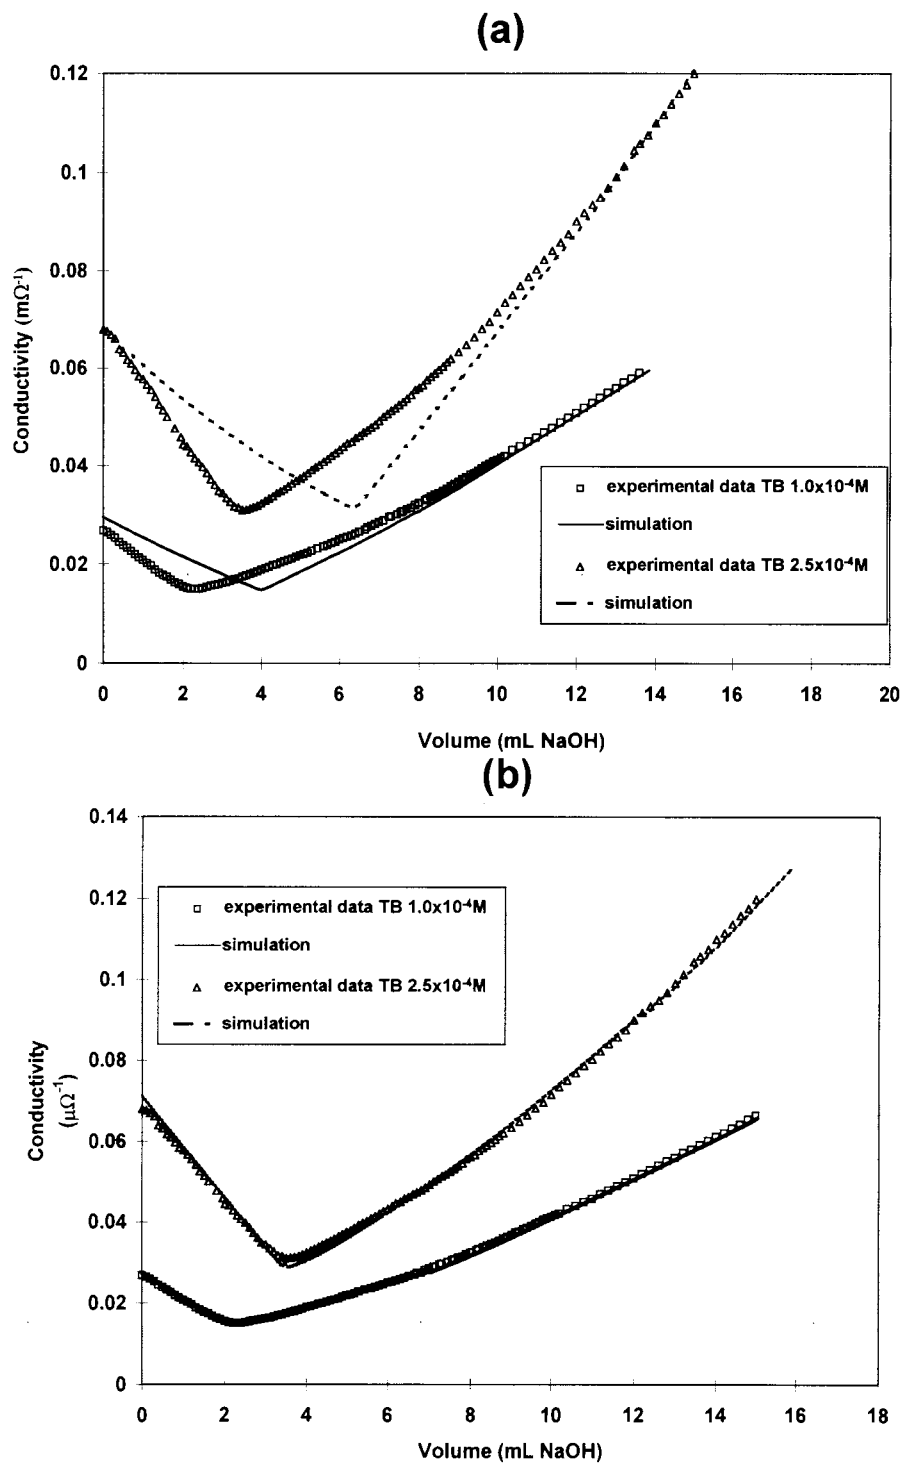 (a)
0.12
0.1
0.08
0.06
0.04
0.02
0
Conductivity (mΩ⁻¹)
experimental data TB 1.0x10⁻⁴M
simulation
experimental data TB 2.5x10⁻⁴M
simulation
0 2 4 6 8 10 12 14 16 18 20
Volume (mL NaOH)
(b)
0.14
0.12
0.1
0.08
0.06
0.04
0.02
0
Conductivity
(μΩ⁻¹)
experimental data TB 1.0x10⁻⁴M
simulation
experimental data TB 2.5x10⁻⁴M
simulation
0 2 4 6 8 10 12 14 16 18
Volume (mL NaOH)